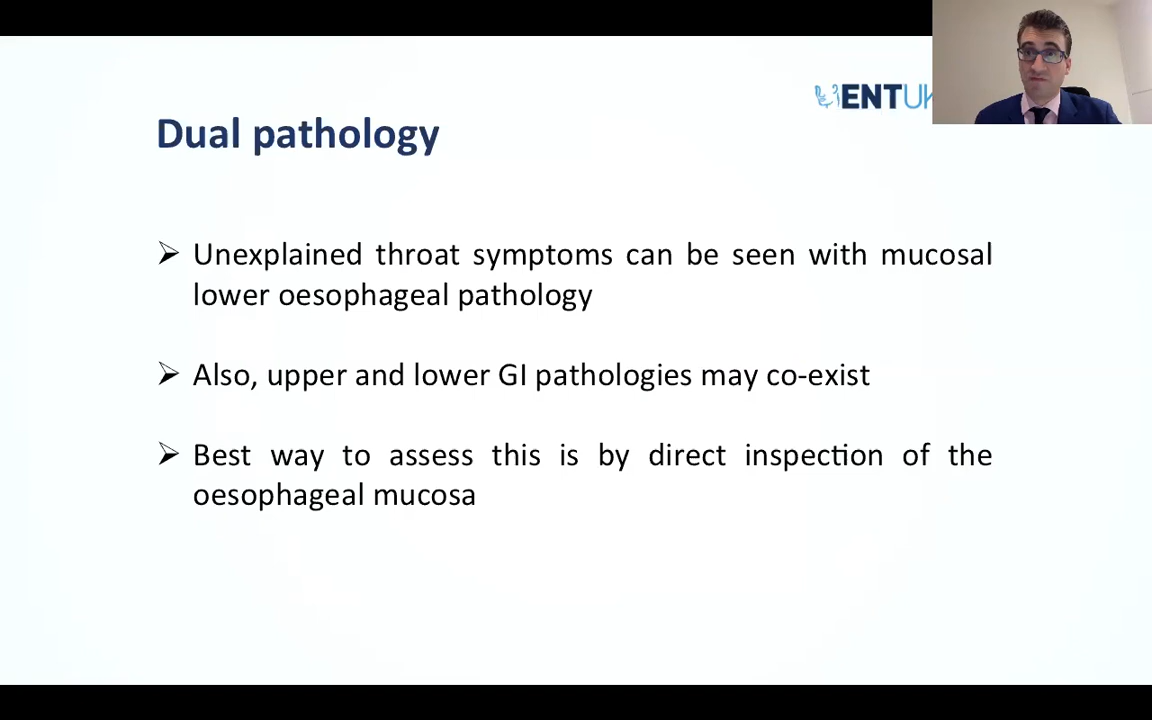 ENTUK
Dual pathology
➢ Unexplained throat symptoms can be seen with mucosal
lower oesophageal pathology
➢ Also, upper and lower GI pathologies may co-exist
➢ Best way to assess this is by direct inspection of the
oesophageal mucosa